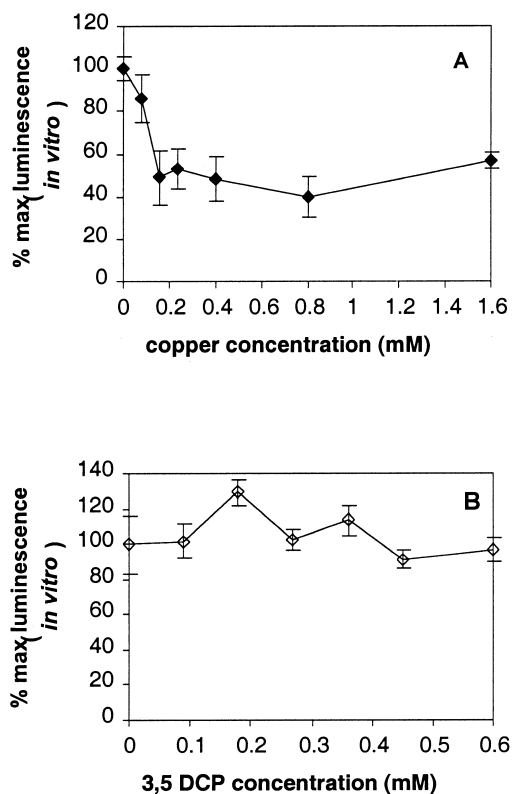 A
120
100
80
60
40
20
0
% max luminescence
(in vitro)
0 0.2 0.4 0.6 0.8 1 1.2 1.4 1.6
copper concentration (mM)
B
140
120
100
80
60
40
20
0
% max luminescence
(in vitro)
0 0.1 0.2 0.3 0.4 0.5 0.6
3,5 DCP concentration (mM)